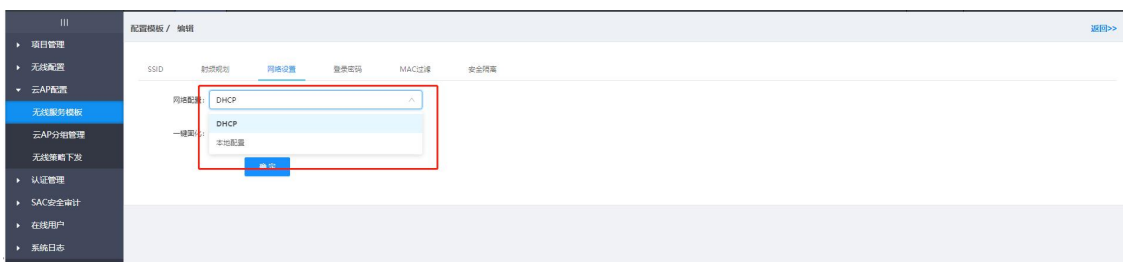 配置模板 / 编辑
返回>>
项目管理
无线配置
云AP配置
无线服务模板
云AP分组管理
无线策略下发
认证管理
SAC安全审计
在线用户
系统日志
SSID 射频规划 网络设置 登录密码 MAC过滤 安全隔离
网络配置: DHCP
DHCP
本地配置
一键固化:
确 定